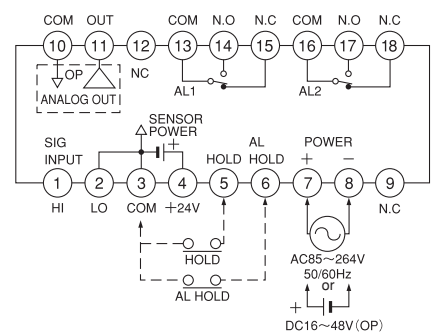 COM OUT COM N.O N.C COM N.O N.C
10 11 12 13 14 15 16 17 18
OP NC
ANALOG OUT AL1 AL2
SENSOR
POWER
SIG
INPUT
+
HOLD
AL
HOLD
POWER
+ −
1 2 3 4 5 6 7 8 9
HI LO COM +24V N.C
HOLD
AL HOLD
AC85~264V
50/60Hz
or
+
DC16~48V(OP)